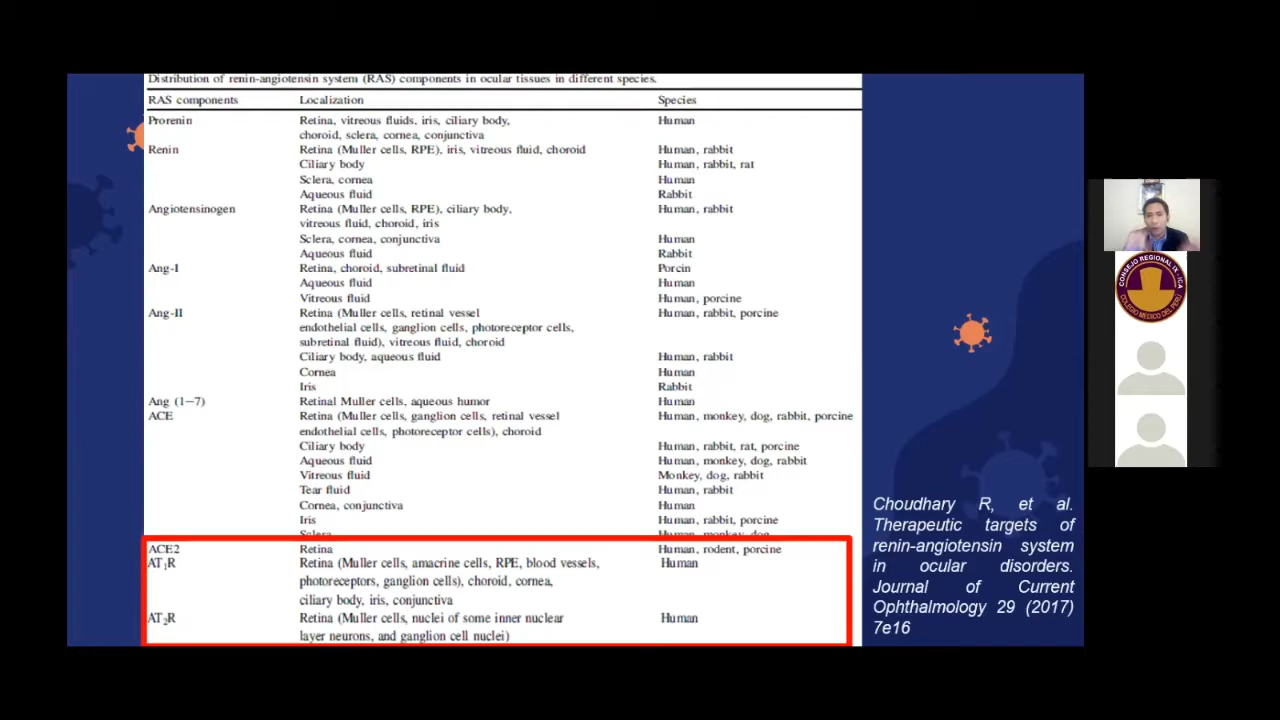 Distribution of renin-angiotensin system (RAS) components in ocular tissues in different species.
RAS components Localization Species
Prorenin Retina, vitreous fluids, iris, ciliary body, Human
choroid, sclera, cornea, conjunctiva
Renin Retina (Muller cells, RPE), iris, vitreous fluid, choroid Human, rabbit
Ciliary body Human, rabbit, rat
Sclera, cornea Human
Aqueous fluid Rabbit
Angiotensinogen Retina (Muller cells, RPE), ciliary body, Human, rabbit
vitreous fluid, choroid, iris
Sclera, cornea, conjunctiva Human
Aqueous fluid Rabbit
Ang-I Retina, choroid, subretinal fluid Porcin
Aqueous fluid Human
Vitreous fluid Human, porcine
Ang-II Retina (Muller cells, retinal vessel Human, rabbit, porcine
endothelial cells, ganglion cells, photoreceptor cells,
subretinal fluid), vitreous fluid, choroid
Ciliary body, aqueous fluid Human, rabbit
Cornea Human
Iris Rabbit
Ang (1−7) Retinal Muller cells, aqueous humor Human
ACE Retina (Muller cells, ganglion cells, retinal vessel Human, monkey, dog, rabbit, porcine
endothelial cells, photoreceptor cells), choroid
Ciliary body Human, rabbit, rat, porcine
Aqueous fluid Human, monkey, dog, rabbit
Vitreous fluid Monkey, dog, rabbit
Tear fluid Human, rabbit
Cornea, conjunctiva Human
Iris Human, rabbit, porcine
Sclera Human, monkey, dog
ACE2 Retina Human, rodent, porcine
AT₁R Retina (Muller cells, amacrine cells, RPE, blood vessels, Human
photoreceptors, ganglion cells), choroid, cornea,
ciliary body, iris, conjunctiva
AT₂R Retina (Muller cells, nuclei of some inner nuclear Human
layer neurons, and ganglion cell nuclei)
Choudhary R, et al.
Therapeutic targets of
renin-angiotensin system
in ocular disorders.
Journal of Current
Ophthalmology 29 (2017)
7e16
CONSEJO REGIONAL IX - ICA
COLEGIO MÉDICO DEL PERÚ